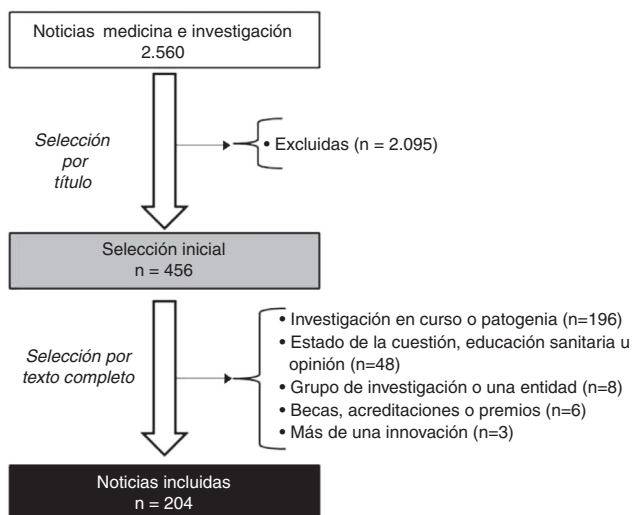 Noticias medicina e investigación
2.560
Selección
por
título
• Excluidas (n = 2.095)
Selección inicial
n = 456
Selección por
texto completo
• Investigación en curso o patogenia (n=196)
• Estado de la cuestión, educación sanitaria u
opinión (n=48)
• Grupo de investigación o una entidad (n=8)
• Becas, acreditaciones o premios (n=6)
• Más de una innovación (n=3)
Noticias incluidas
n = 204